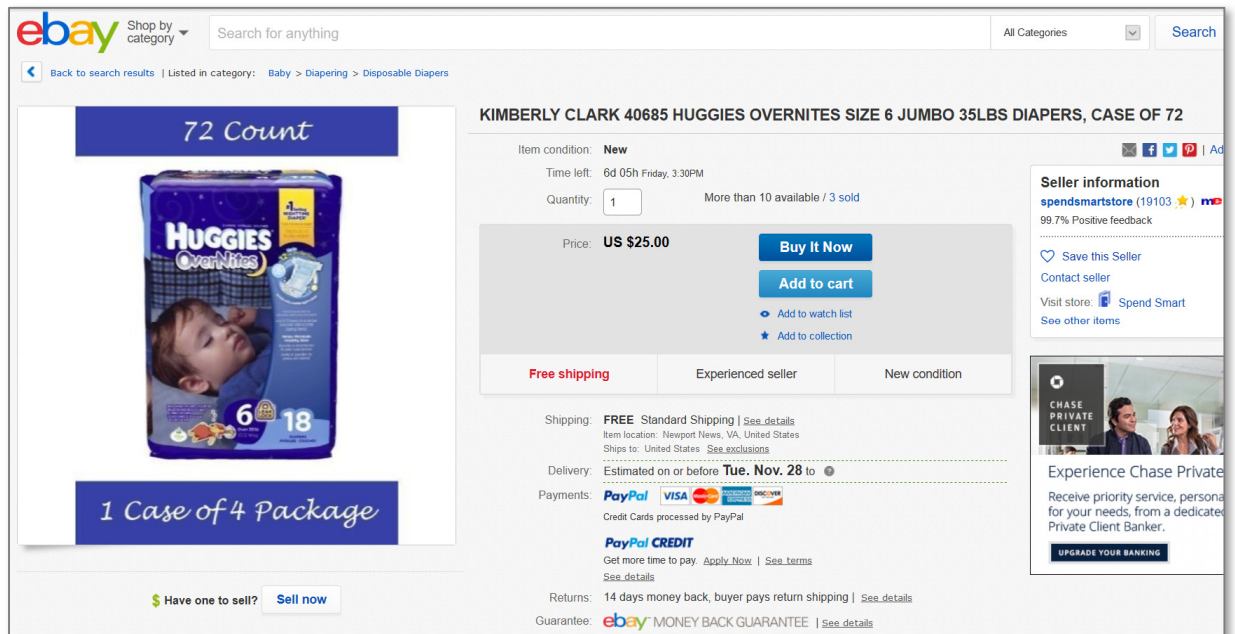 ebay
Shop by category
Search for anything
All Categories
Search
Back to search results | Listed in category: Baby > Diapering > Disposable Diapers
72 Count
HUGGIES
OverNites
#1
NIGHTTIME
DIAPER
6
18
1 Case of 4 Package
$ Have one to sell? Sell now
KIMBERLY CLARK 40685 HUGGIES OVERNITES SIZE 6 JUMBO 35LBS DIAPERS, CASE OF 72
Item condition: New
Time left: 6d 05h Friday, 3:30PM
Quantity: 1 More than 10 available / 3 sold
Price: US $25.00
Buy It Now
Add to cart
Add to watch list
Add to collection
Free shipping Experienced seller New condition
Shipping: FREE Standard Shipping | See details
Item location: Newport News, VA, United States
Ships to: United States See exclusions
Delivery: Estimated on or before Tue. Nov. 28 to
Payments: PayPal VISA MasterCard AMERICAN EXPRESS DISCOVER
Credit Cards processed by PayPal
PayPal CREDIT
Get more time to pay. Apply Now | See terms
See details
Returns: 14 days money back, buyer pays return shipping | See details
Guarantee: ebay MONEY BACK GUARANTEE | See details
| Ad
Seller information
spendsmartstore (19103 ) me
99.7% Positive feedback
Save this Seller
Contact seller
Visit store: Spend Smart
See other items
CHASE
PRIVATE
CLIENT
Experience Chase Private
Receive priority service, persona
for your needs, from a dedicated
Private Client Banker.
UPGRADE YOUR BANKING